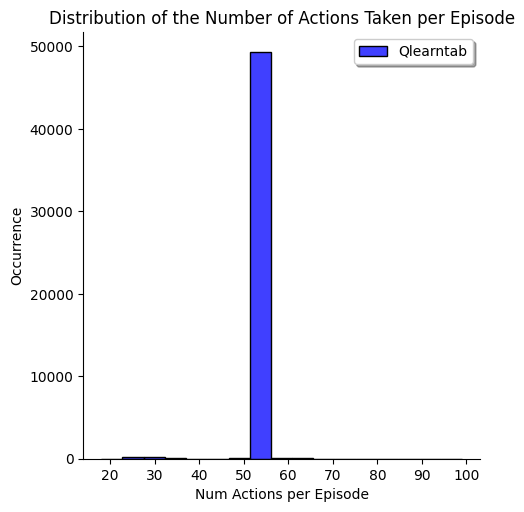 Distribution of the Number of Actions Taken per Episode
Qlearntab
50000
40000
30000
20000
10000
0
Occurrence
20 30 40 50 60 70 80 90 100
Num Actions per Episode